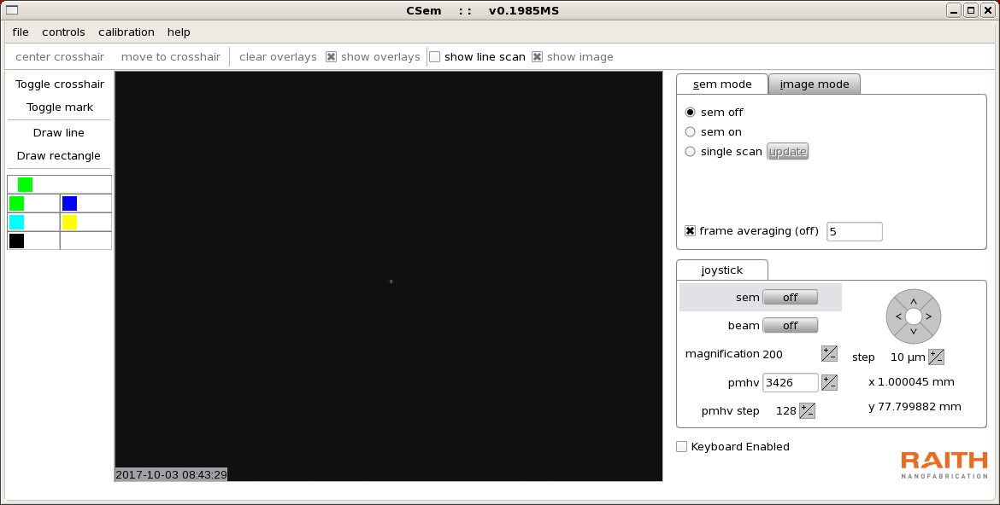 CSem : : v0.1985MS
file controls calibration help
center crosshair move to crosshair clear overlays show overlays show line scan show image
Toggle crosshair
Toggle mark
Draw line
Draw rectangle
2017-10-03 08:43:29
sem mode image mode
sem off
sem on
single scan update
frame averaging (off) 5
joystick
sem off
beam off
magnification 200
pmhv 3426
pmhv step 128
step 10 µm
x 1.000045 mm
y 77.799882 mm
Keyboard Enabled
RAITH
NANOFABRICATION